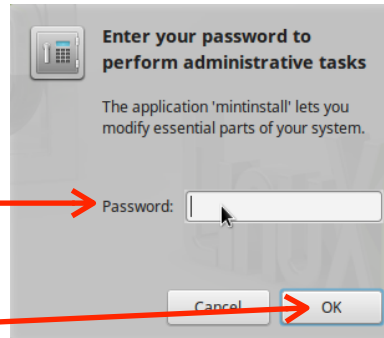 Enter your password to
perform administrative tasks
The application 'mintinstall' lets you
modify essential parts of your system.
Password:
Cancel OK